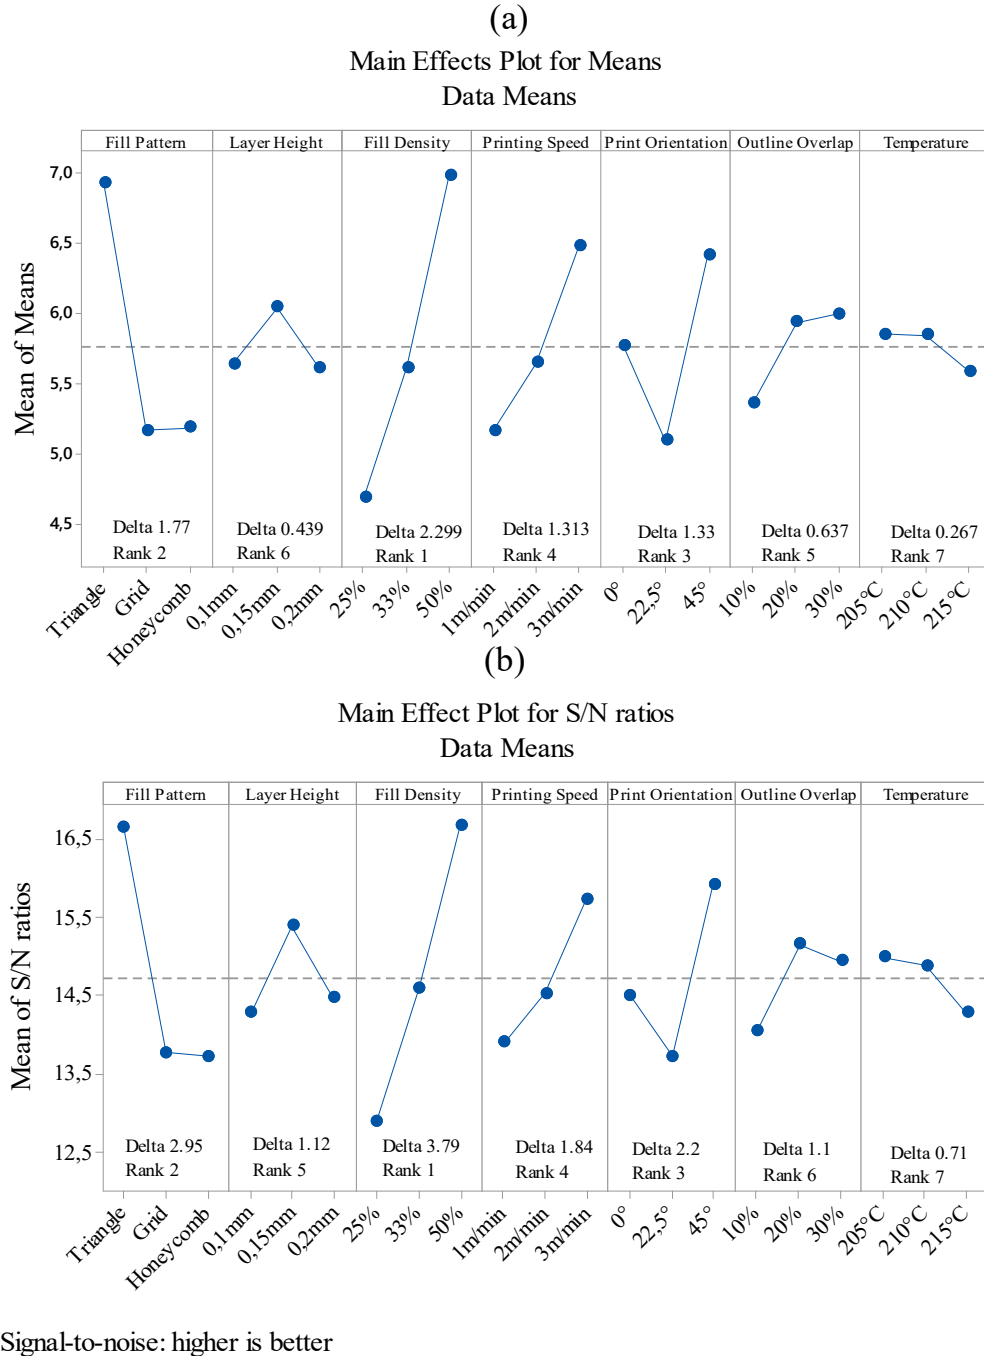 (a)
Main Effects Plot for Means
Data Means
Fill Pattern Layer Height Fill Density Printing Speed Print Orientation Outline Overlap Temperature
Mean of Means
7,0
6,5
6,0
5,5
5,0
4,5
Delta 1.77 Delta 0.439 Delta 2.299 Delta 1.313 Delta 1.33 Delta 0.637 Delta 0.267
Rank 2 Rank 6 Rank 1 Rank 4 Rank 3 Rank 5 Rank 7
Triangle Grid Honeycomb 0,1mm 0,15mm 0,2mm 25% 33% 50% 1m/min 2m/min 3m/min 0° 22,5° 45° 10% 20% 30% 205°C 210°C 215°C
(b)
Main Effect Plot for S/N ratios
Data Means
Fill Pattern Layer Height Fill Density Printing Speed Print Orientation Outline Overlap Temperature
Mean of S/N ratios
16,5
15,5
14,5
13,5
12,5
Delta 2.95 Delta 1.12 Delta 3.79 Delta 1.84 Delta 2.2 Delta 1.1 Delta 0.71
Rank 2 Rank 5 Rank 1 Rank 4 Rank 3 Rank 6 Rank 7
Triangle Grid Honeycomb 0,1mm 0,15mm 0,2mm 25% 33% 50% 1m/min 2m/min 3m/min 0° 22,5° 45° 10% 20% 30% 205°C 210°C 215°C
Signal-to-noise: higher is better